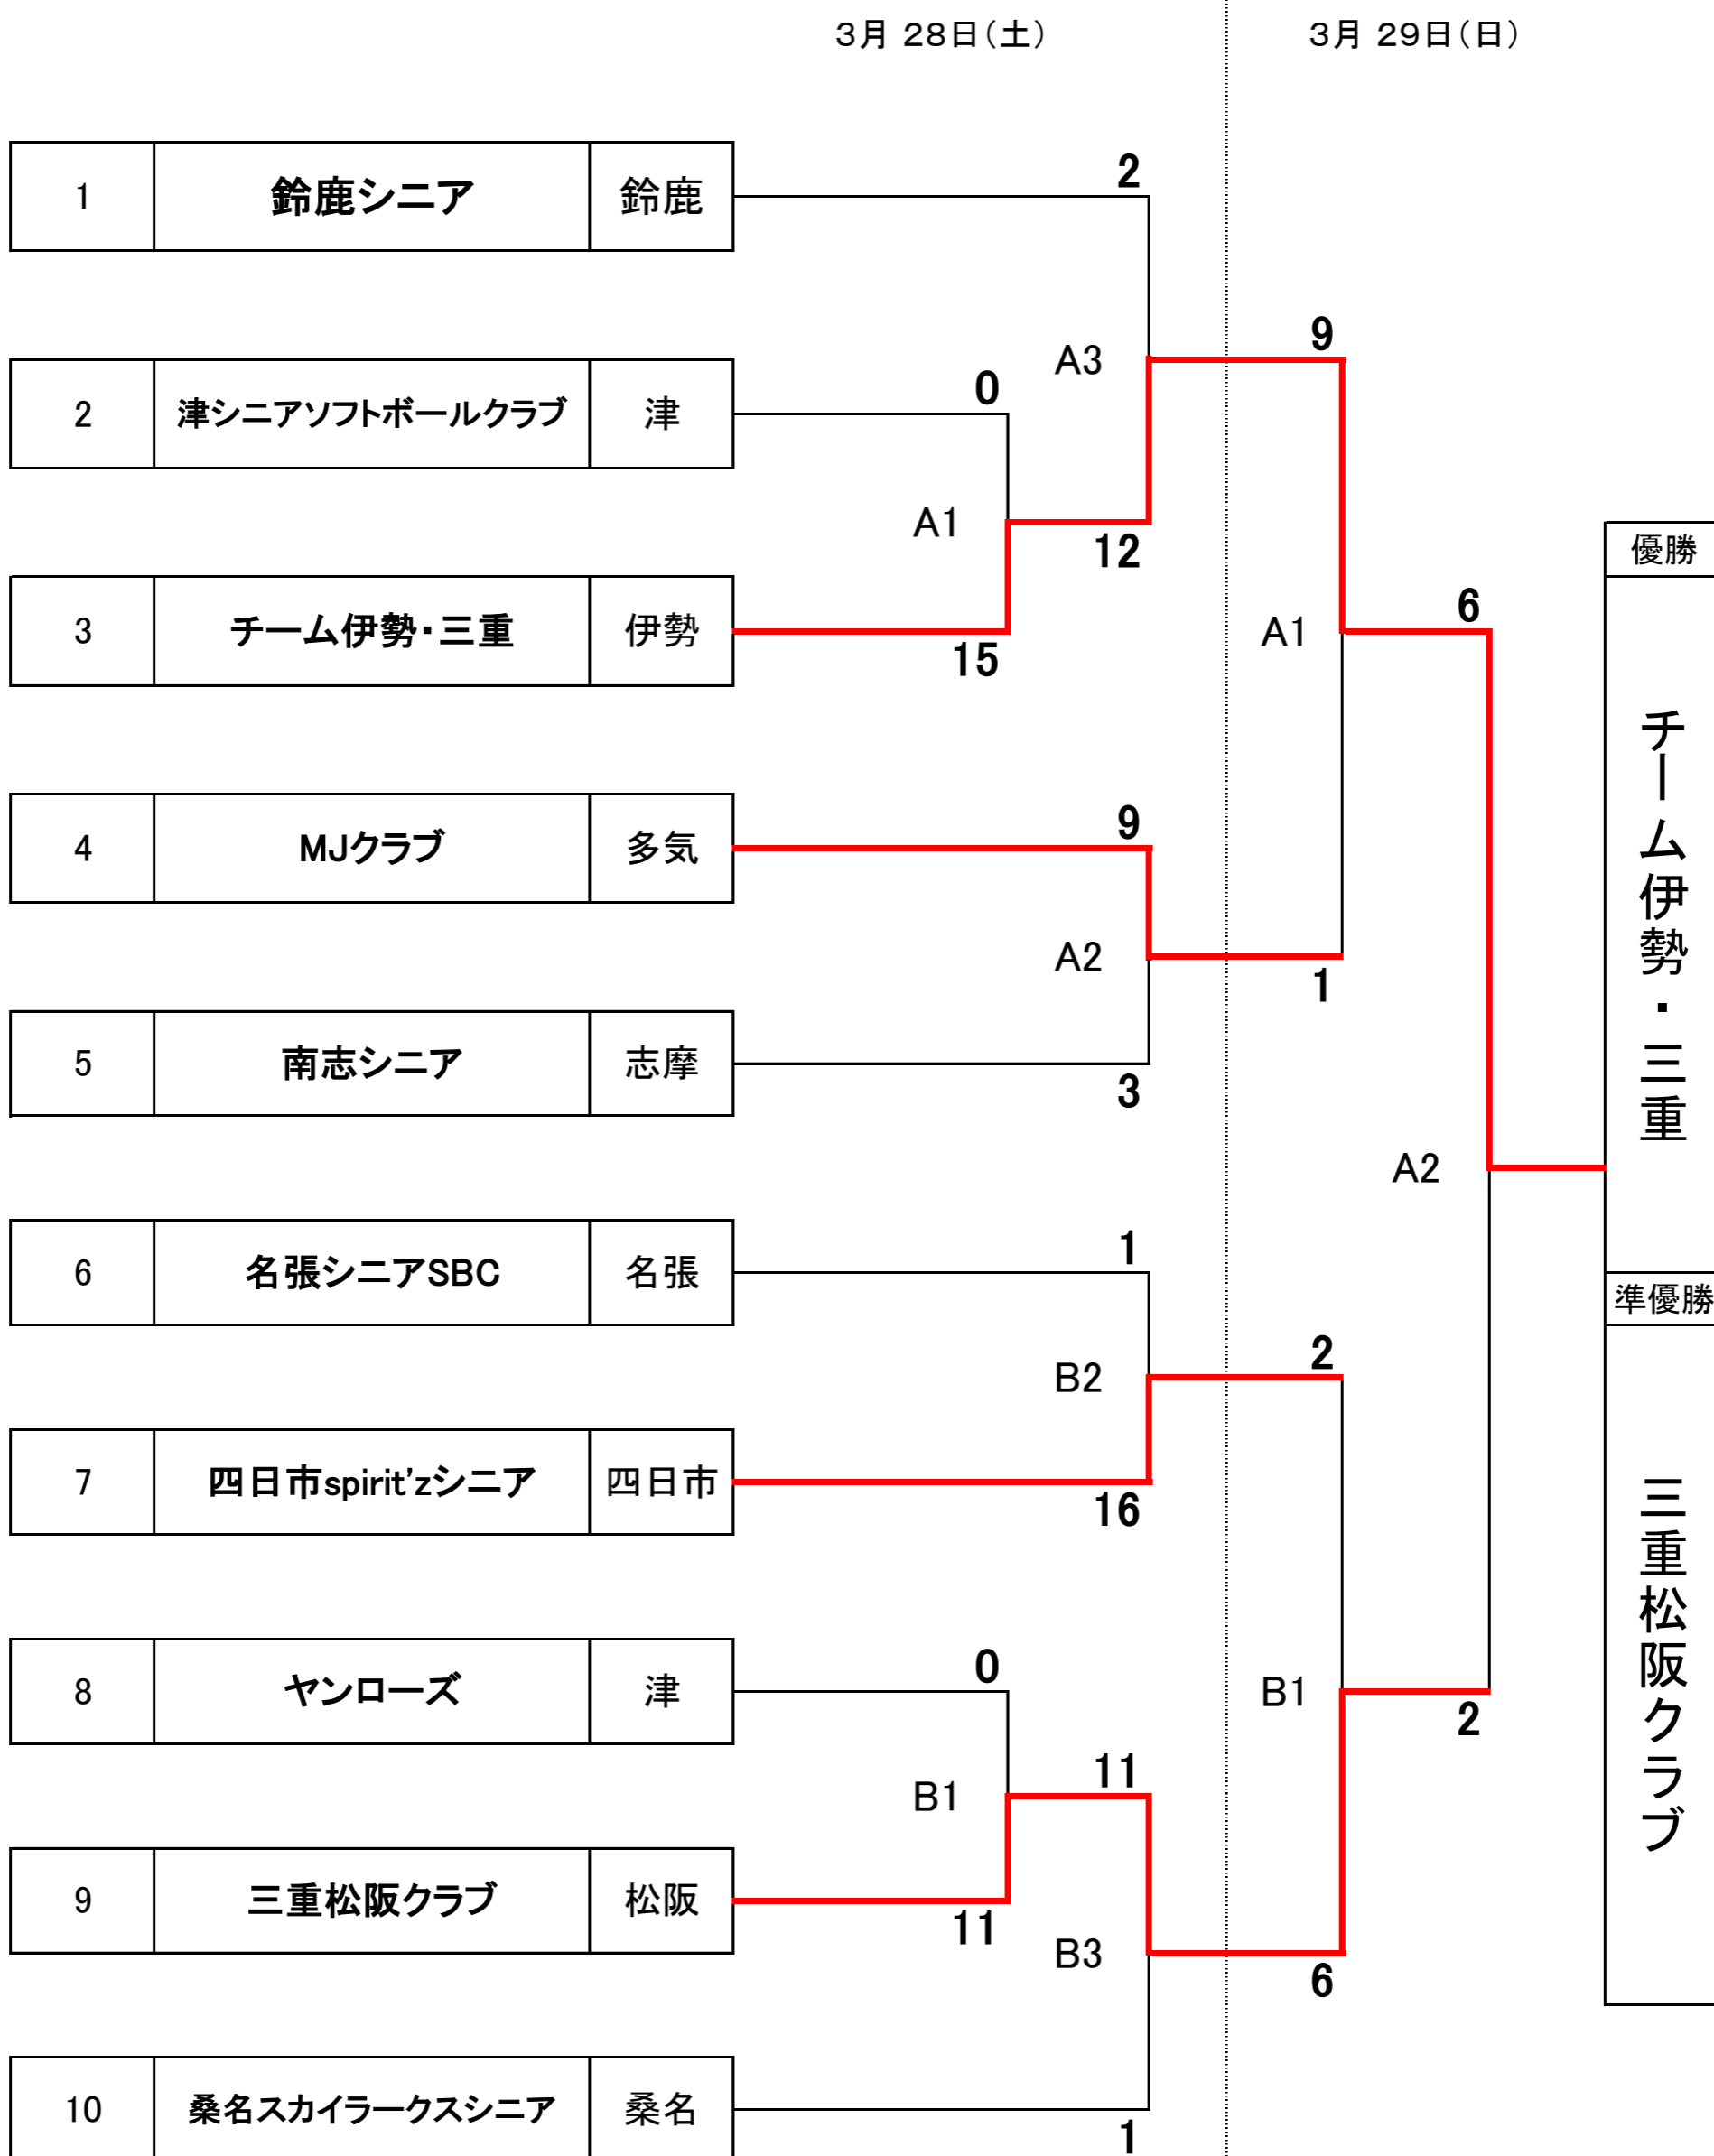 3月 28日(土)
3月 29日(日)
1 鈴鹿シニア 鈴鹿
2
A3
9
2 津シニアソフトボールクラブ 津
0
A1
12
優勝
3 チーム伊勢・三重 伊勢
15
A1
6
チーム伊勢・三重
4 MJクラブ 多気
9
A2
1
5 南志シニア 志摩
3
A2
6 名張シニアSBC 名張
1
準優勝
B2
2
7 四日市spirit'zシニア 四日市
16
三重松阪クラブ
8 ヤンローズ 津
0
B1
2
B1
11
9 三重松阪クラブ 松阪
11
B3
6
10 桑名スカイラークスシニア 桑名
1